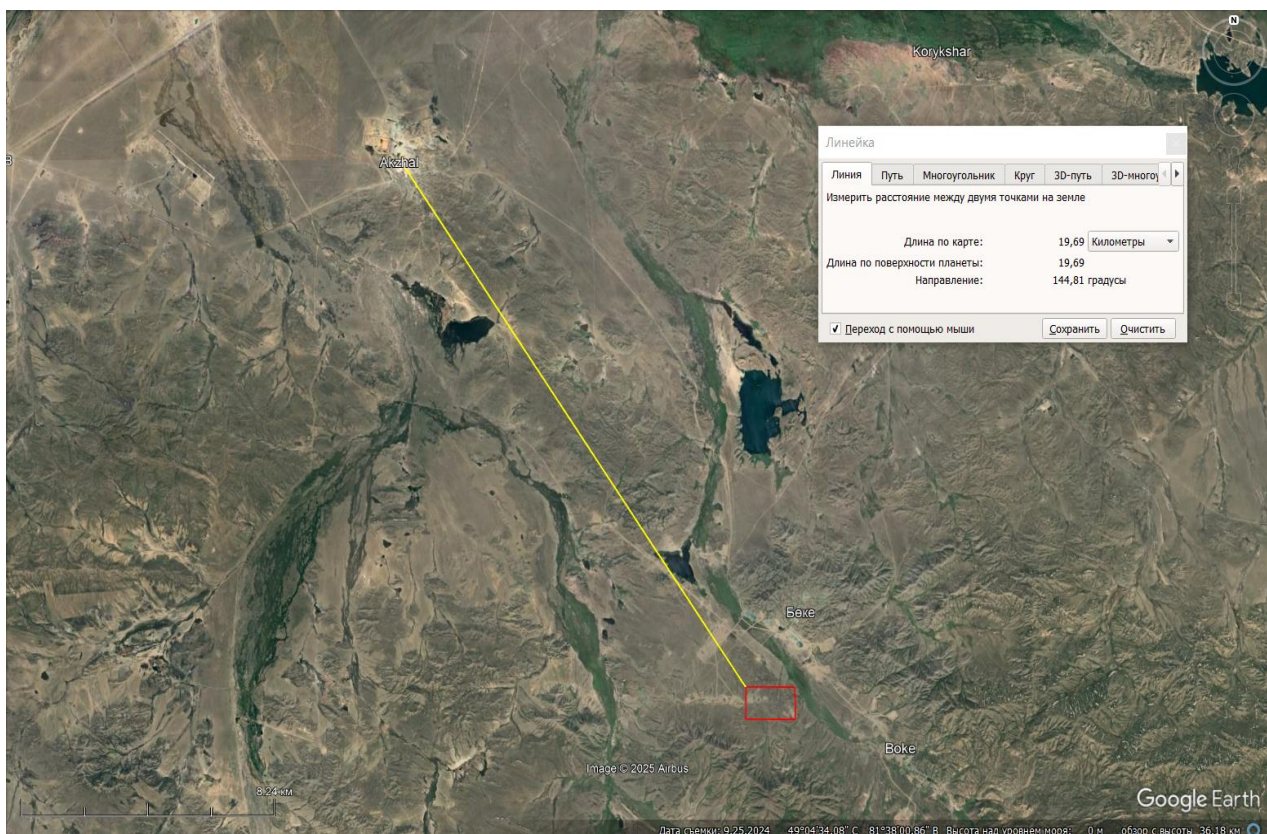 N
Korykshar
Линейка
Akzhal
В
Линия Путь Многоугольник Круг 3D-путь 3D-многоу
Измерить расстояние между двумя точками на земле
Длина по карте: 19,69 Километры
Длина по поверхности планеты: 19,69
Направление: 144,81 градусы
Переход с помощью мыши Сохранить Очистить
Бөке
Boke
Image © 2025 Airbus
8.24 км
Google Earth
Дата съемки: 9.25.2024 49°04'34.08" С 81°38'00.86" В Высота над уровнем моря: 0 м обзор с высоты 36.18 км